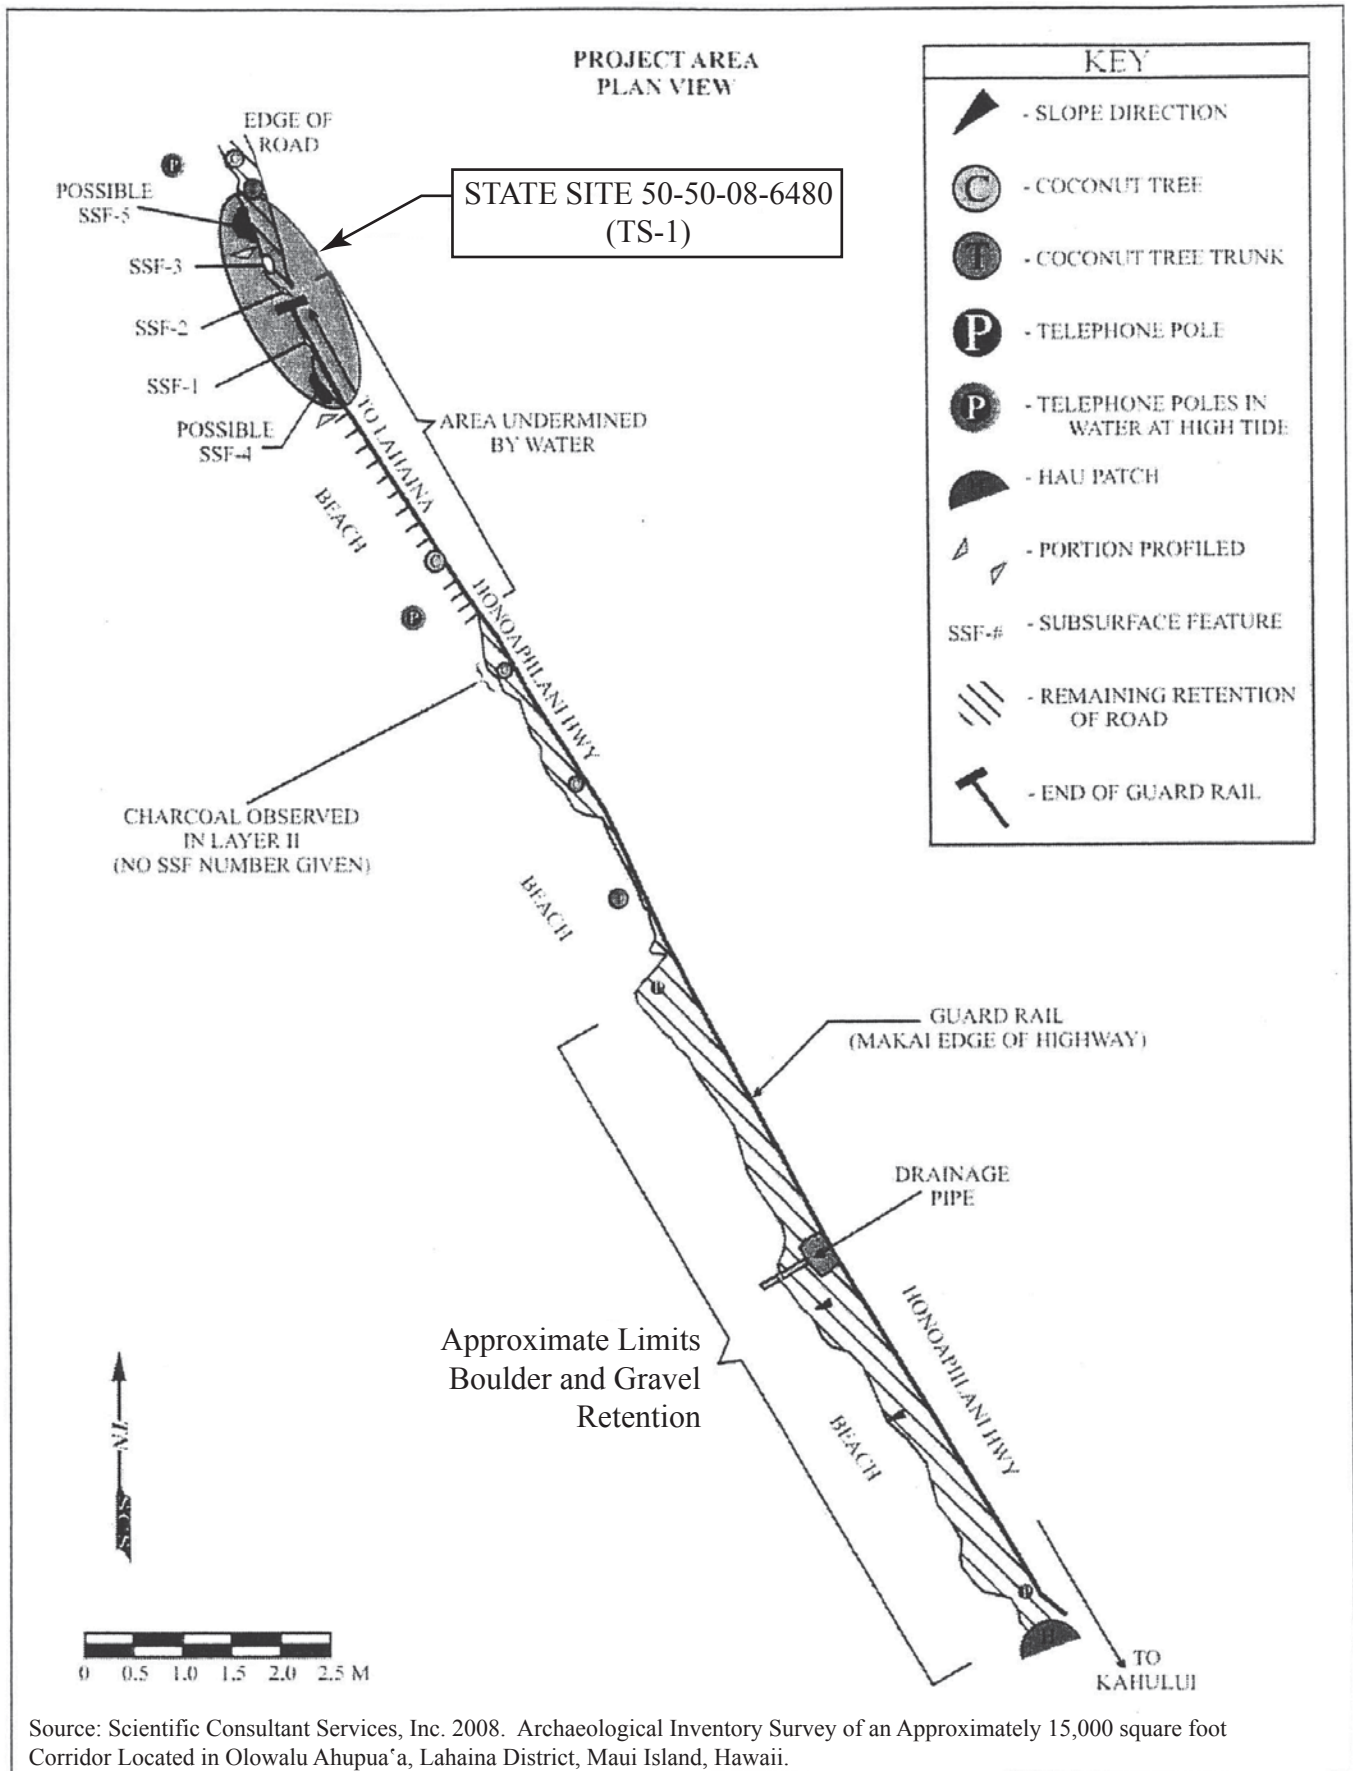 PROJECT AREA
PLAN VIEW
KEY
- SLOPE DIRECTION
C
- COCONUT TREE
T
- COCONUT TREE TRUNK
P
- TELEPHONE POLE
P
- TELEPHONE POLES IN
WATER AT HIGH TIDE
- HAU PATCH
- PORTION PROFILED
SSF-#
- SUBSURFACE FEATURE
- REMAINING RETENTION
OF ROAD
- END OF GUARD RAIL
EDGE OF
ROAD
P
C
POSSIBLE
SSF-5
STATE SITE 50-50-08-6480
(TS-1)
SSF-3
SSF-2
SSF-1
POSSIBLE
SSF-4
TO LAHAINA
AREA UNDERMINED
BY WATER
BEACH
C
P
HONOAPIILANI HWY
CHARCOAL OBSERVED
IN LAYER II
(NO SSF NUMBER GIVEN)
BEACH
T
GUARD RAIL
(MAKAI EDGE OF HIGHWAY)
DRAINAGE
PIPE
HONOAPIILANI HWY
Approximate Limits
Boulder and Gravel
Retention
BEACH
TN
SCS
H
TO
KAHULUI
0 0.5 1.0 1.5 2.0 2.5 M
Source: Scientific Consultant Services, Inc. 2008. Archaeological Inventory Survey of an Approximately 15,000 square foot
Corridor Located in Olowalu Ahupuaʻa, Lahaina District, Maui Island, Hawaii.